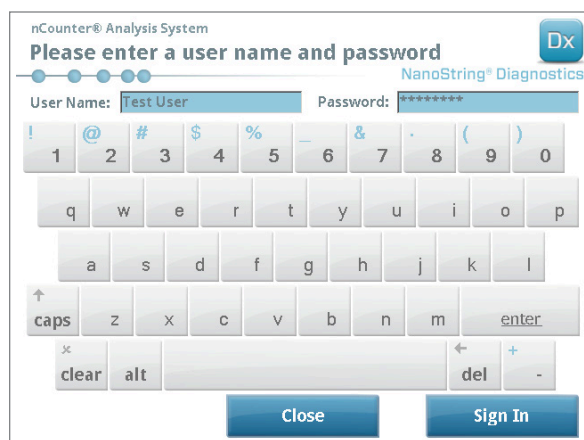 nCounter® Analysis System
Please enter a user name and password
Dx
NanoString® Diagnostics
User Name: Test User Password: ********
! @ # $ % _ & . ( )
1 2 3 4 5 6 7 8 9 0
q w e r t y u i o p
a s d f g h j k l
caps z x c v b n m enter
clear alt del + -
Close Sign In